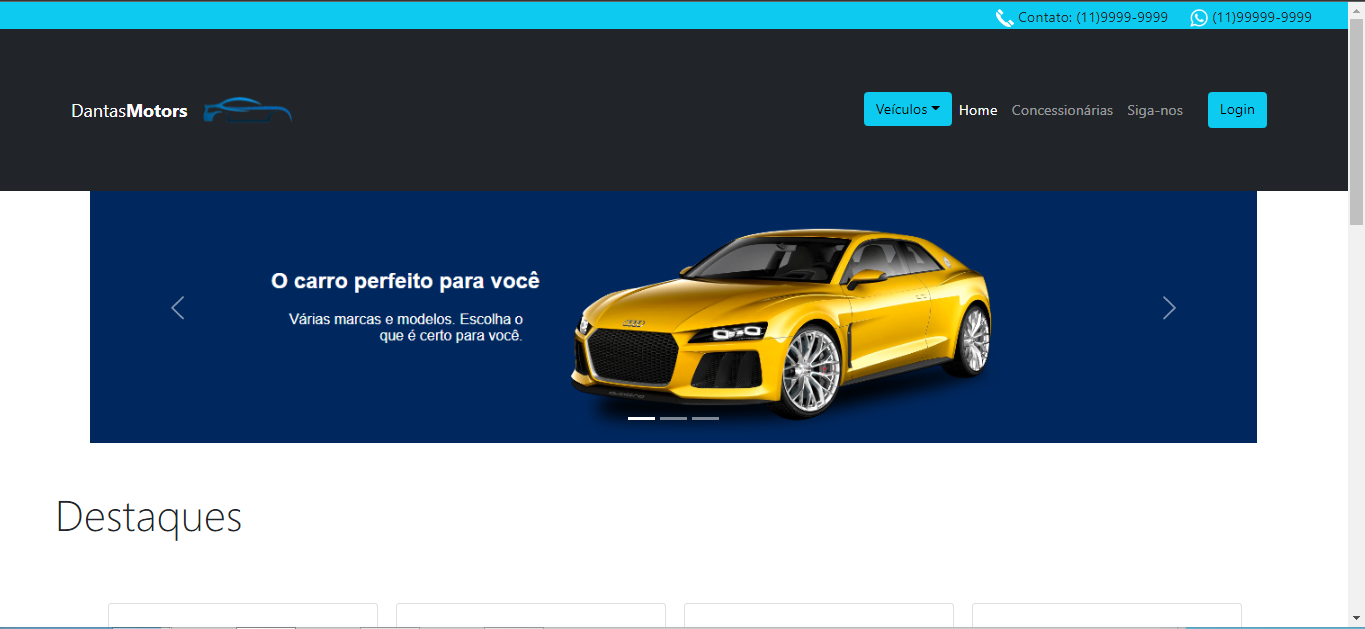 Contato: (11)9999-9999 (11)99999-9999
DantasMotors Veículos Home Concessionárias Siga-nos Login
O carro perfeito para você
Várias marcas e modelos. Escolha o
que é certo para você.
Destaques